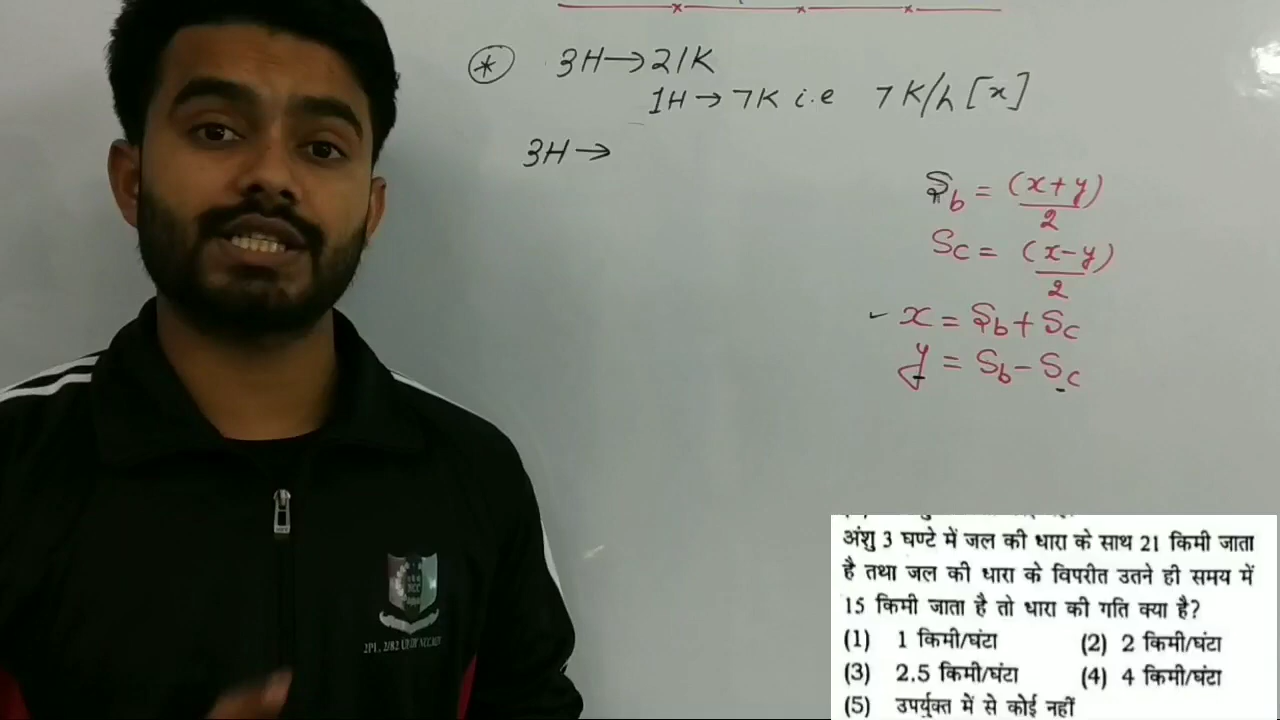 * 3H → 21K
1H → 7K i.e 7K/h [x]
3H →
Sb = (x+y)/2
Sc = (x-y)/2
x = Sb + Sc
y = Sb - Sc
अंशु 3 घण्टे में जल की धारा के साथ 21 किमी जाता
है तथा जल की धारा के विपरीत उतने ही समय में
15 किमी जाता है तो धारा की गति क्या है?
(1) 1 किमी/घंटा (2) 2 किमी/घंटा
(3) 2.5 किमी/घंटा (4) 4 किमी/घंटा
(5) उपर्युक्त में से कोई नहीं